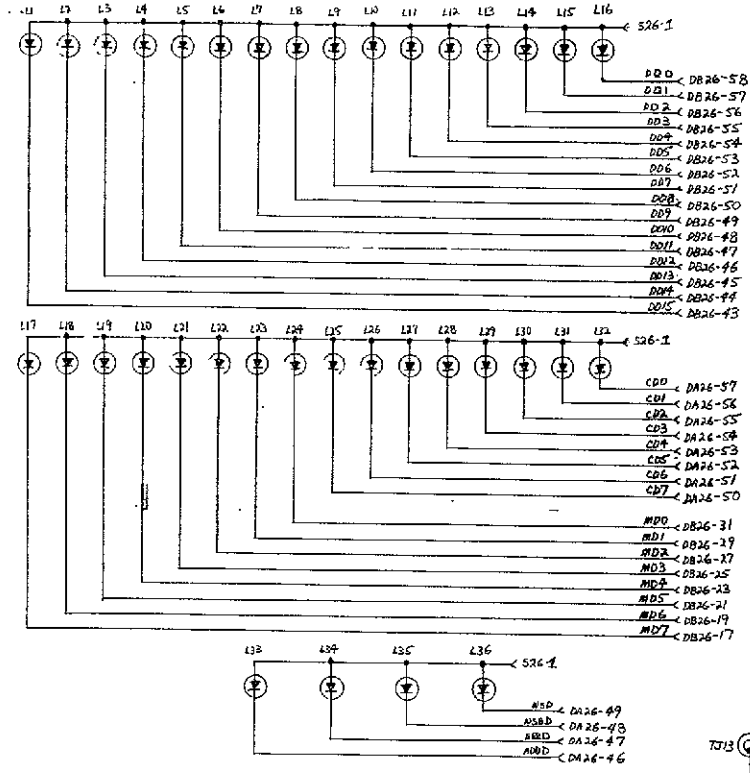 L1 L2 L3 L4 L5 L6 L7 L8 L9 L10 L11 L12 L13 L14 L15 L16
S26-1
DD0 DB26-58
DD1 DB26-57
DD2 DB26-56
DD3 DB26-55
DD4 DB26-54
DD5 DB26-53
DD6 DB26-52
DD7 DB26-51
DD8 DB26-50
DD9 DB26-49
DD10 DB26-48
DD11 DB26-47
DD12 DB26-46
DD13 DB26-45
DD14 DB26-44
DD15 DB26-43
L17 L18 L19 L20 L21 L22 L23 L24 L25 L26 L27 L28 L29 L30 L31 L32
S26-1
CD0 DA26-57
CD1 DA26-56
CD2 DA26-55
CD3 DA26-54
CD4 DA26-53
CD5 DA26-52
CD6 DA26-51
CD7 DA26-50
MD0 DB26-31
MD1 DB26-29
MD2 DB26-27
MD3 DB26-25
MD4 DB26-23
MD5 DB26-21
MD6 DB26-19
MD7 DB26-17
L33 L34 L35 L36
S26-1
NSD DA26-49
NSBD DA26-48
DA26-47
DA26-46
TJ13